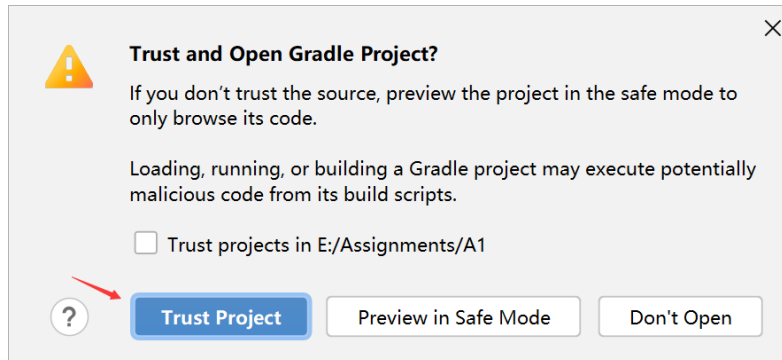 Trust and Open Gradle Project?
If you don't trust the source, preview the project in the safe mode to
only browse its code.
Loading, running, or building a Gradle project may execute potentially
malicious code from its build scripts.
Trust projects in E:/Assignments/A1
? Trust Project Preview in Safe Mode Don't Open